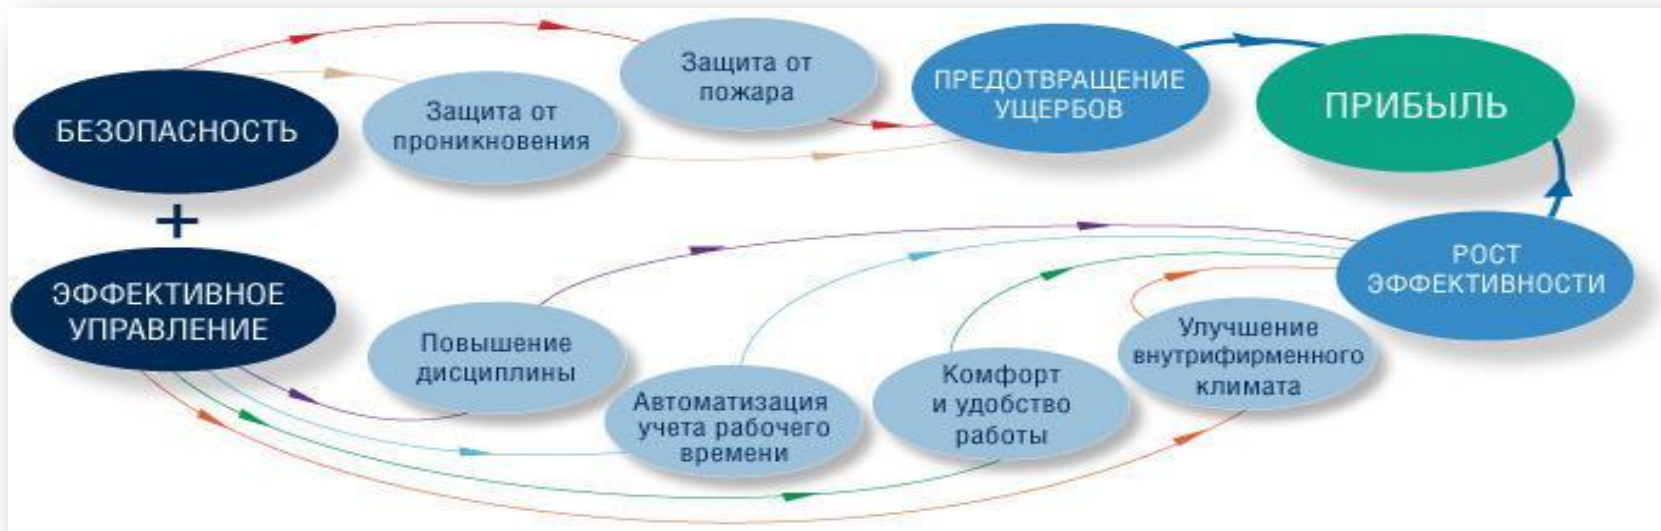 БЕЗОПАСНОСТЬ
Защита от
проникновения
Защита от
пожара
ПРЕДОТВРАЩЕНИЕ
УЩЕРБОВ
ПРИБЫЛЬ
+
ЭФФЕКТИВНОЕ
УПРАВЛЕНИЕ
Повышение
дисциплины
Автоматизация
учета рабочего
времени
Комфорт
и удобство
работы
Улучшение
внутрифирменного
климата
РОСТ
ЭФФЕКТИВНОСТИ